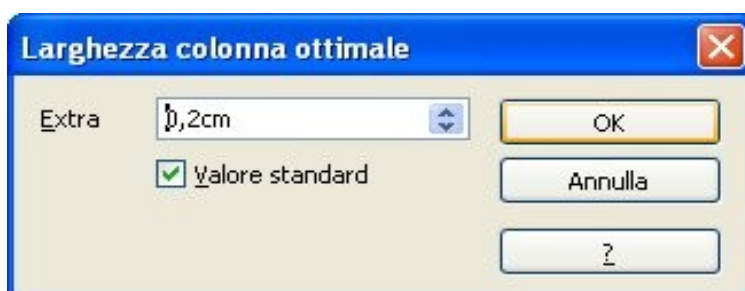 Larghezza colonna ottimale
Extra 0,2cm OK
Valore standard Annulla
?